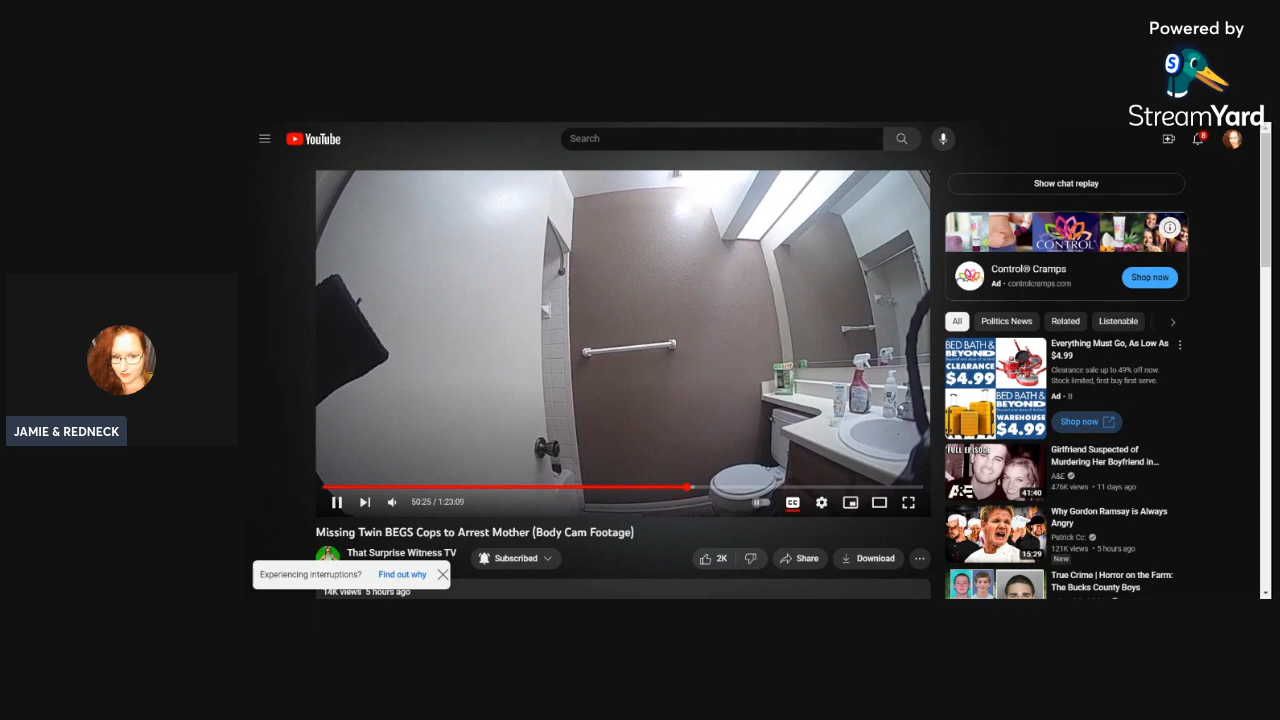 Powered by
S
StreamYard
YouTube
Search
8
Show chat replay
CONTROL
Control® Cramps
Ad · controlcramps.com
Shop now
All
Politics News
Related
Listenable
BED BATH &
BEYOND
CLEARANCE
$4.99
BED BATH &
BEYOND
WAREHOUSE
$4.99
Everything Must Go, As Low As
$4.99
Clearance sale up to 49% off now.
Stock limited, first buy first serve.
Ad · 8
Shop now
FULL EPISODE
A&E
41:40
Girlfriend Suspected of
Murdering Her Boyfriend in...
A&E
476K views · 11 days ago
15:29
Why Gordon Ramsay is Always
Angry
Patrick Cc:
121K views · 5 hours ago
New
True Crime | Horror on the Farm:
The Bucks County Boys
JAMIE & REDNECK
50:25 / 1:23:09
CC
Missing Twin BEGS Cops to Arrest Mother (Body Cam Footage)
That Surprise Witness TV
Subscribed
2K
Share
Download
Experiencing interruptions?
Find out why
14K views 5 hours ago